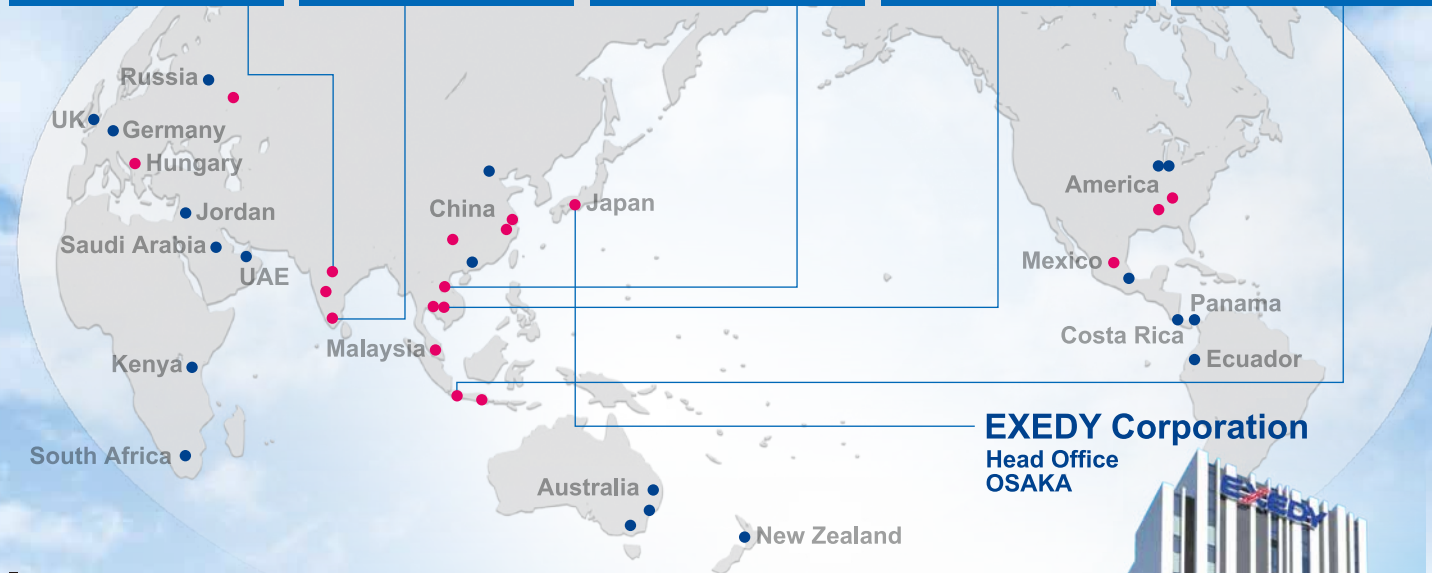 Russia
UK
Germany
Hungary
Jordan
Saudi Arabia
UAE
Kenya
South Africa
China
Japan
Malaysia
Australia
New Zealand
America
Mexico
Panama
Costa Rica
Ecuador
EXEDY Corporation
Head Office
OSAKA
EXEDY